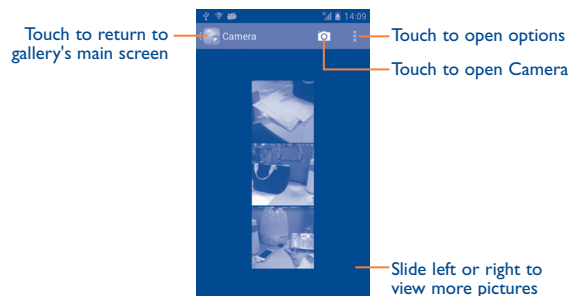 14:09
Touch to return to
gallery's main screen
Camera
Touch to open options
Touch to open Camera
Slide left or right to
view more pictures